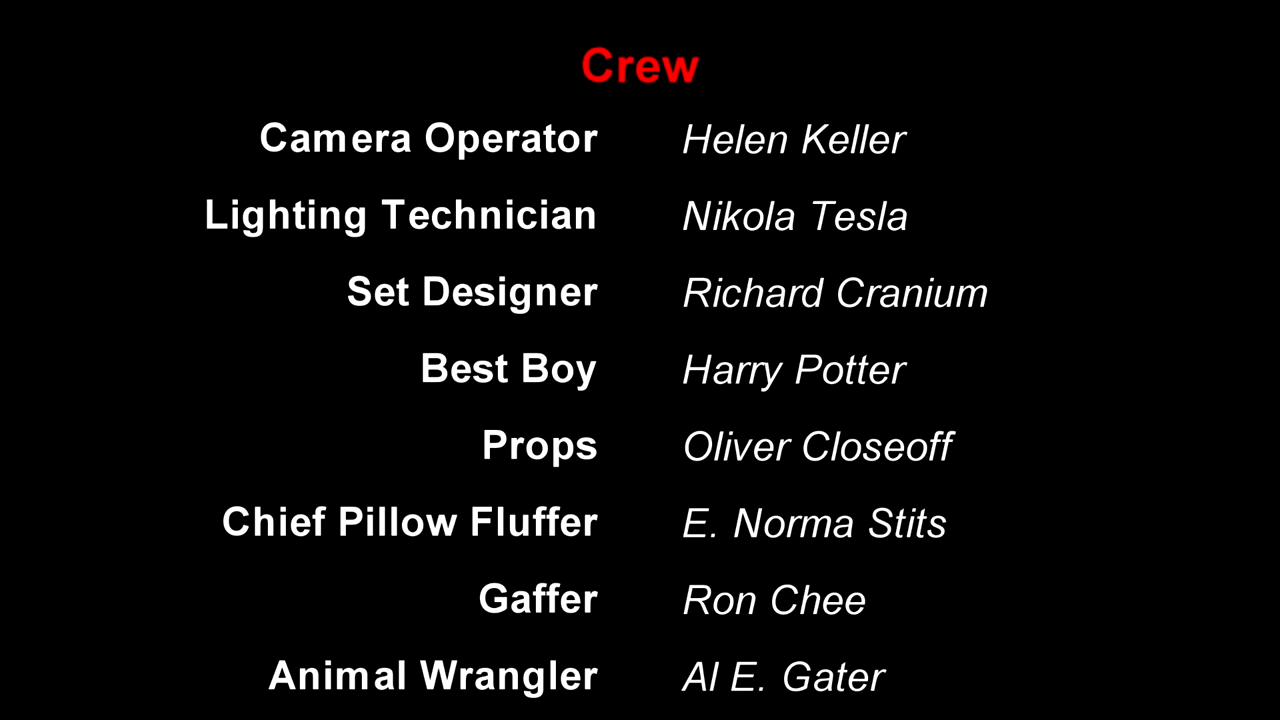 Crew
Camera Operator Helen Keller
Lighting Technician Nikola Tesla
Set Designer Richard Cranium
Best Boy Harry Potter
Props Oliver Closeoff
Chief Pillow Fluffer E. Norma Stits
Gaffer Ron Chee
Animal Wrangler Al E. Gater